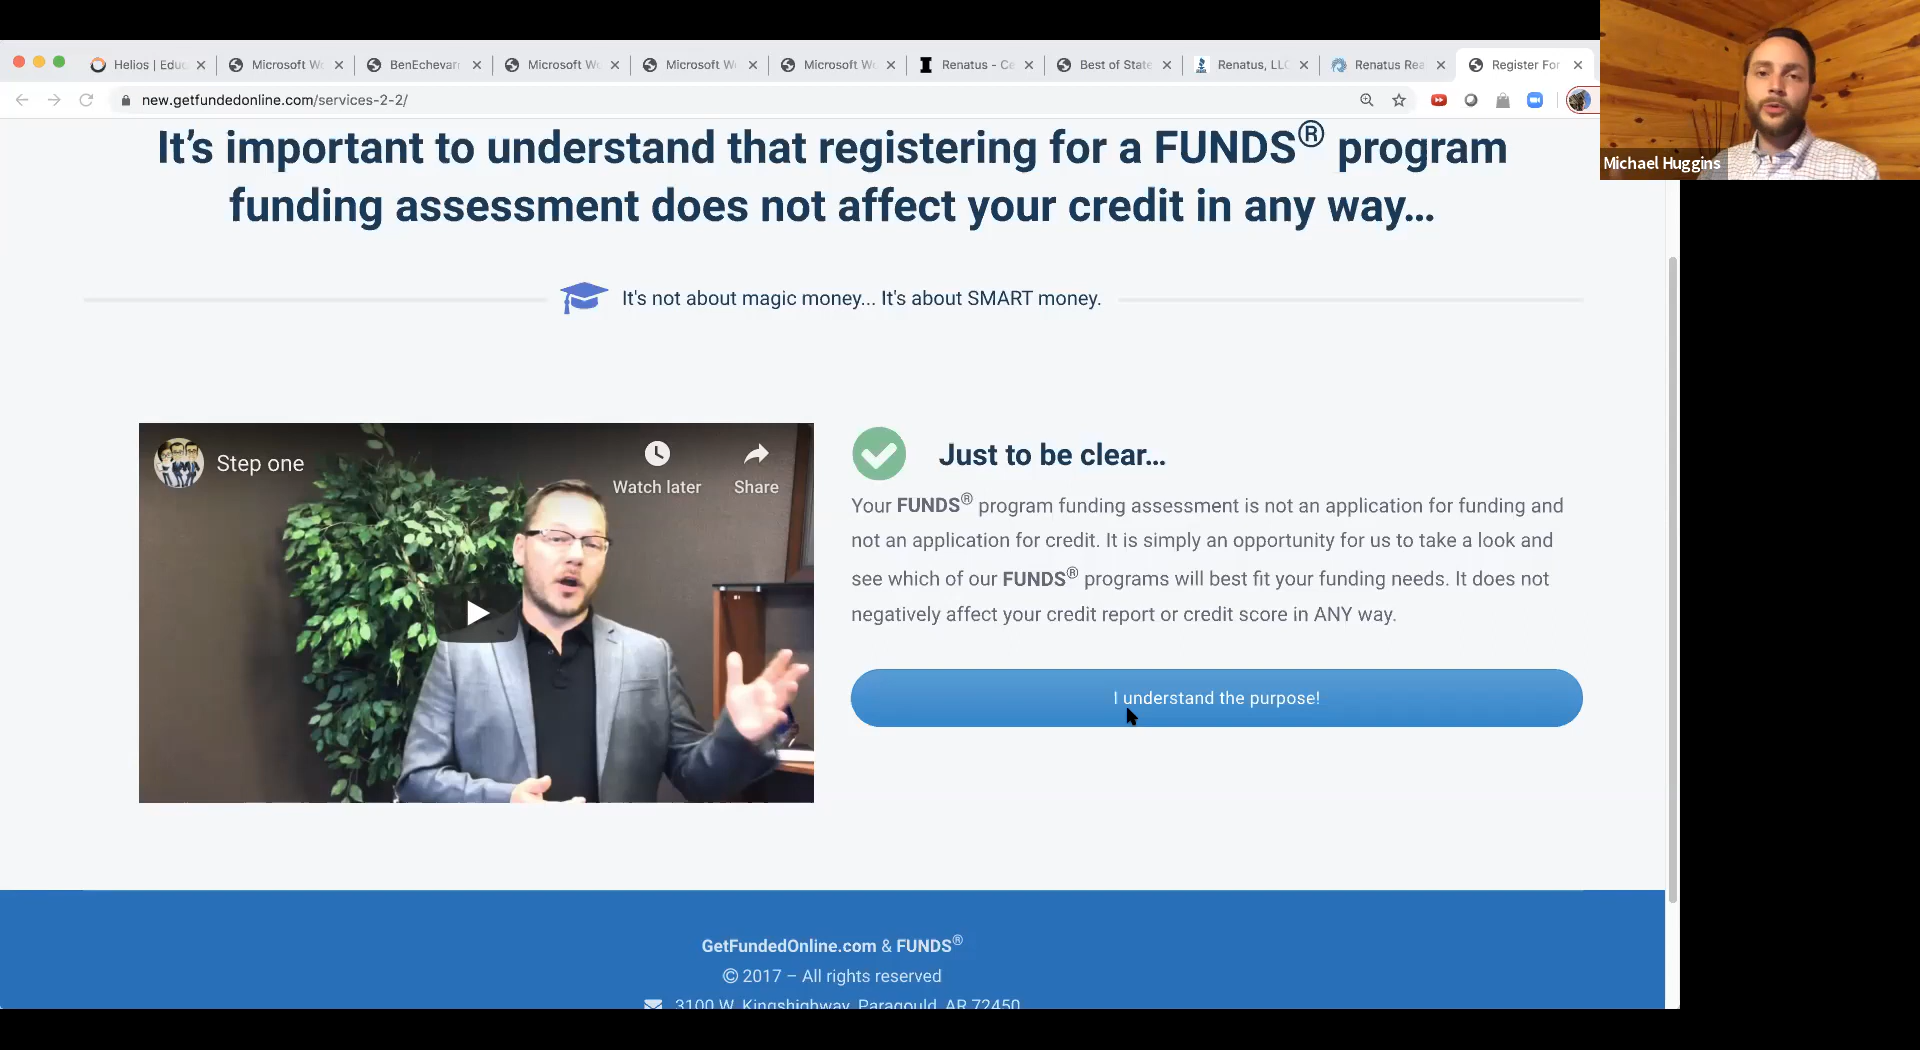 Helios | Educ
Microsoft Wo
BenEchevarr
Microsoft Wo
Microsoft Wo
Microsoft Wo
Renatus - Ce
Best of State
Renatus, LLC
Renatus Rea
Register For
new.getfundedonline.com/services-2-2/
Michael Huggins
It’s important to understand that registering for a FUNDS® program
funding assessment does not affect your credit in any way...
It's not about magic money... It's about SMART money.
Step one
Watch later
Share
Just to be clear...
Your FUNDS® program funding assessment is not an application for funding and
not an application for credit. It is simply an opportunity for us to take a look and
see which of our FUNDS® programs will best fit your funding needs. It does not
negatively affect your credit report or credit score in ANY way.
I understand the purpose!
GetFundedOnline.com & FUNDS®
© 2017 – All rights reserved
3100 W. Kingshighway, Paragould, AR 72450